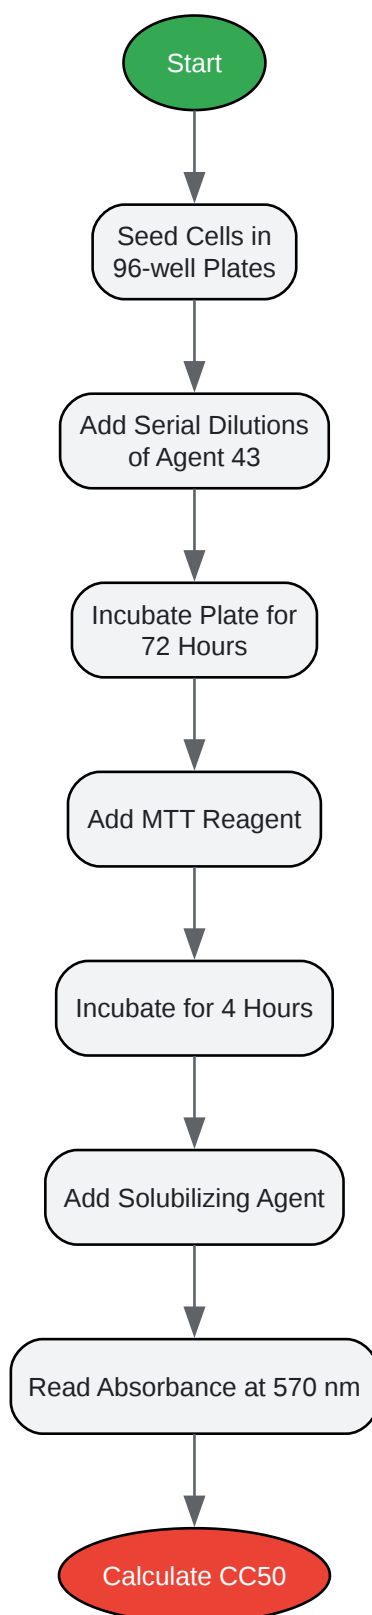 Start
Seed Cells in
96-well Plates
Add Serial Dilutions
of Agent 43
Incubate Plate for
72 Hours
Add MTT Reagent
Incubate for 4 Hours
Add Solubilizing Agent
Read Absorbance at 570 nm
Calculate CC50